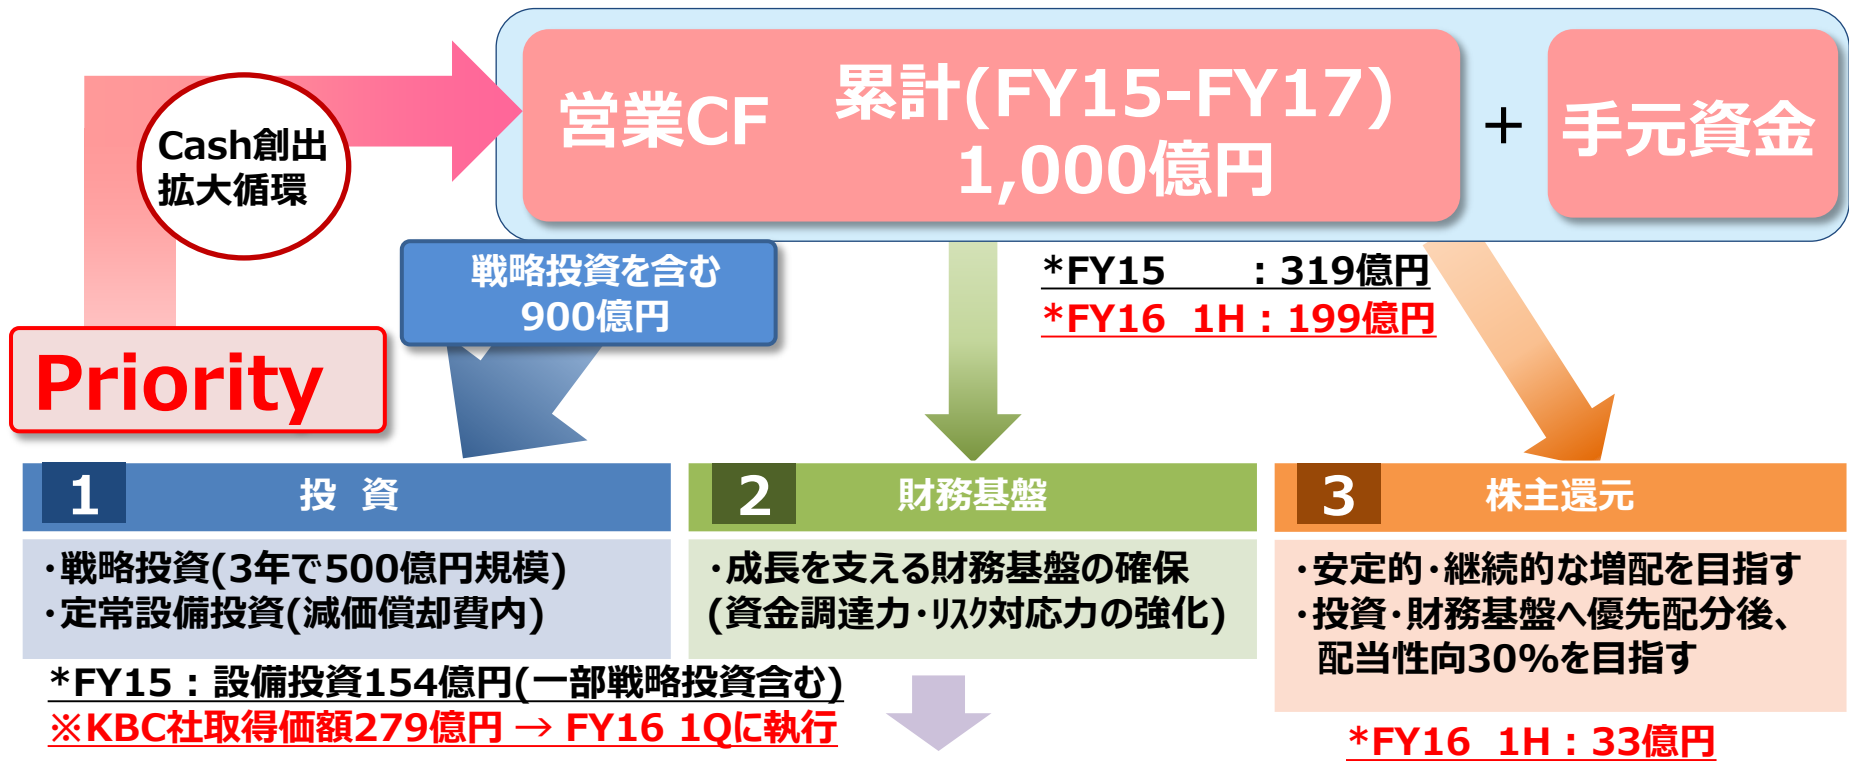 Cash創出
拡大循環
営業CF
累計(FY15-FY17)
1,000億円
+
手元資金
戦略投資を含む
900億円
*FY15 : 319億円
*FY16 1H : 199億円
Priority
1 投 資
・戦略投資(3年で500億円規模)
・定常設備投資(減価償却費内)
*FY15 : 設備投資154億円(一部戦略投資含む)
※KBC社取得価額279億円 → FY16 1Qに執行
2 財務基盤
・成長を支える財務基盤の確保
(資金調達力・リスク対応力の強化)
3 株主還元
・安定的・継続的な増配を目指す
・投資・財務基盤へ優先配分後、
配当性向30%を目指す
*FY16 1H : 33億円